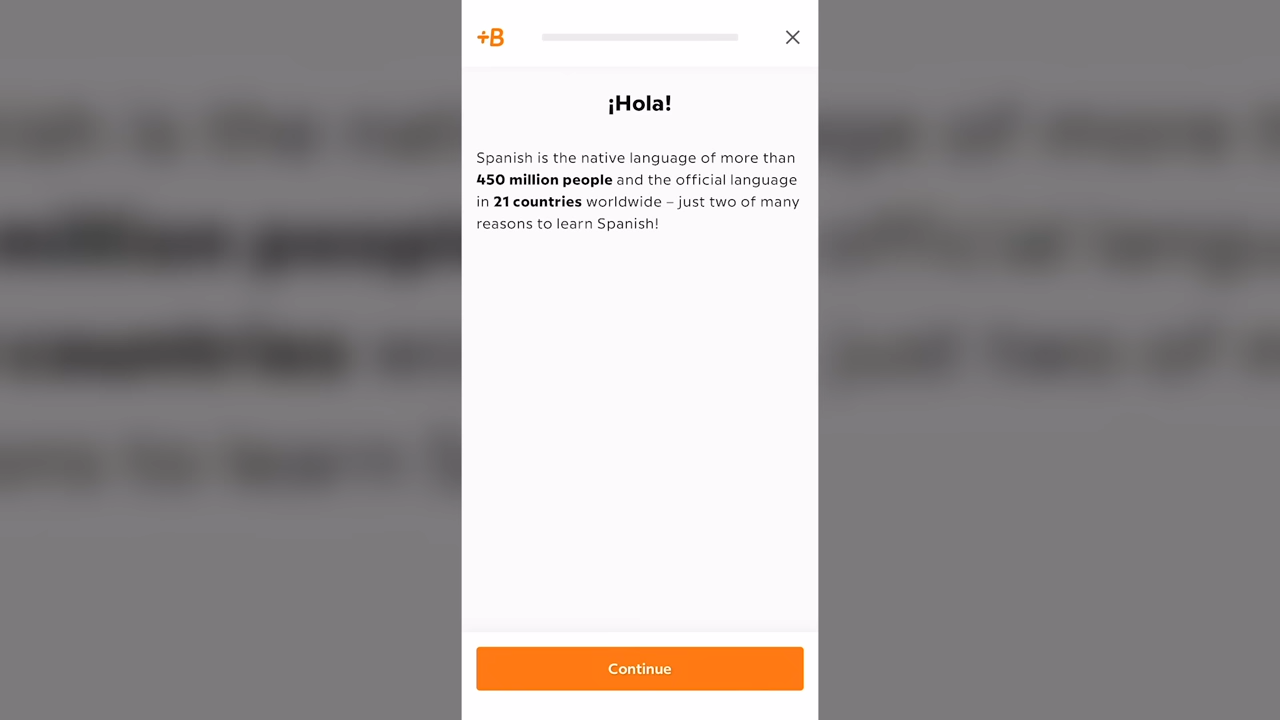 +B
¡Hola!
Spanish is the native language of more than
450 million people and the official language
in 21 countries worldwide – just two of many
reasons to learn Spanish!
Continue